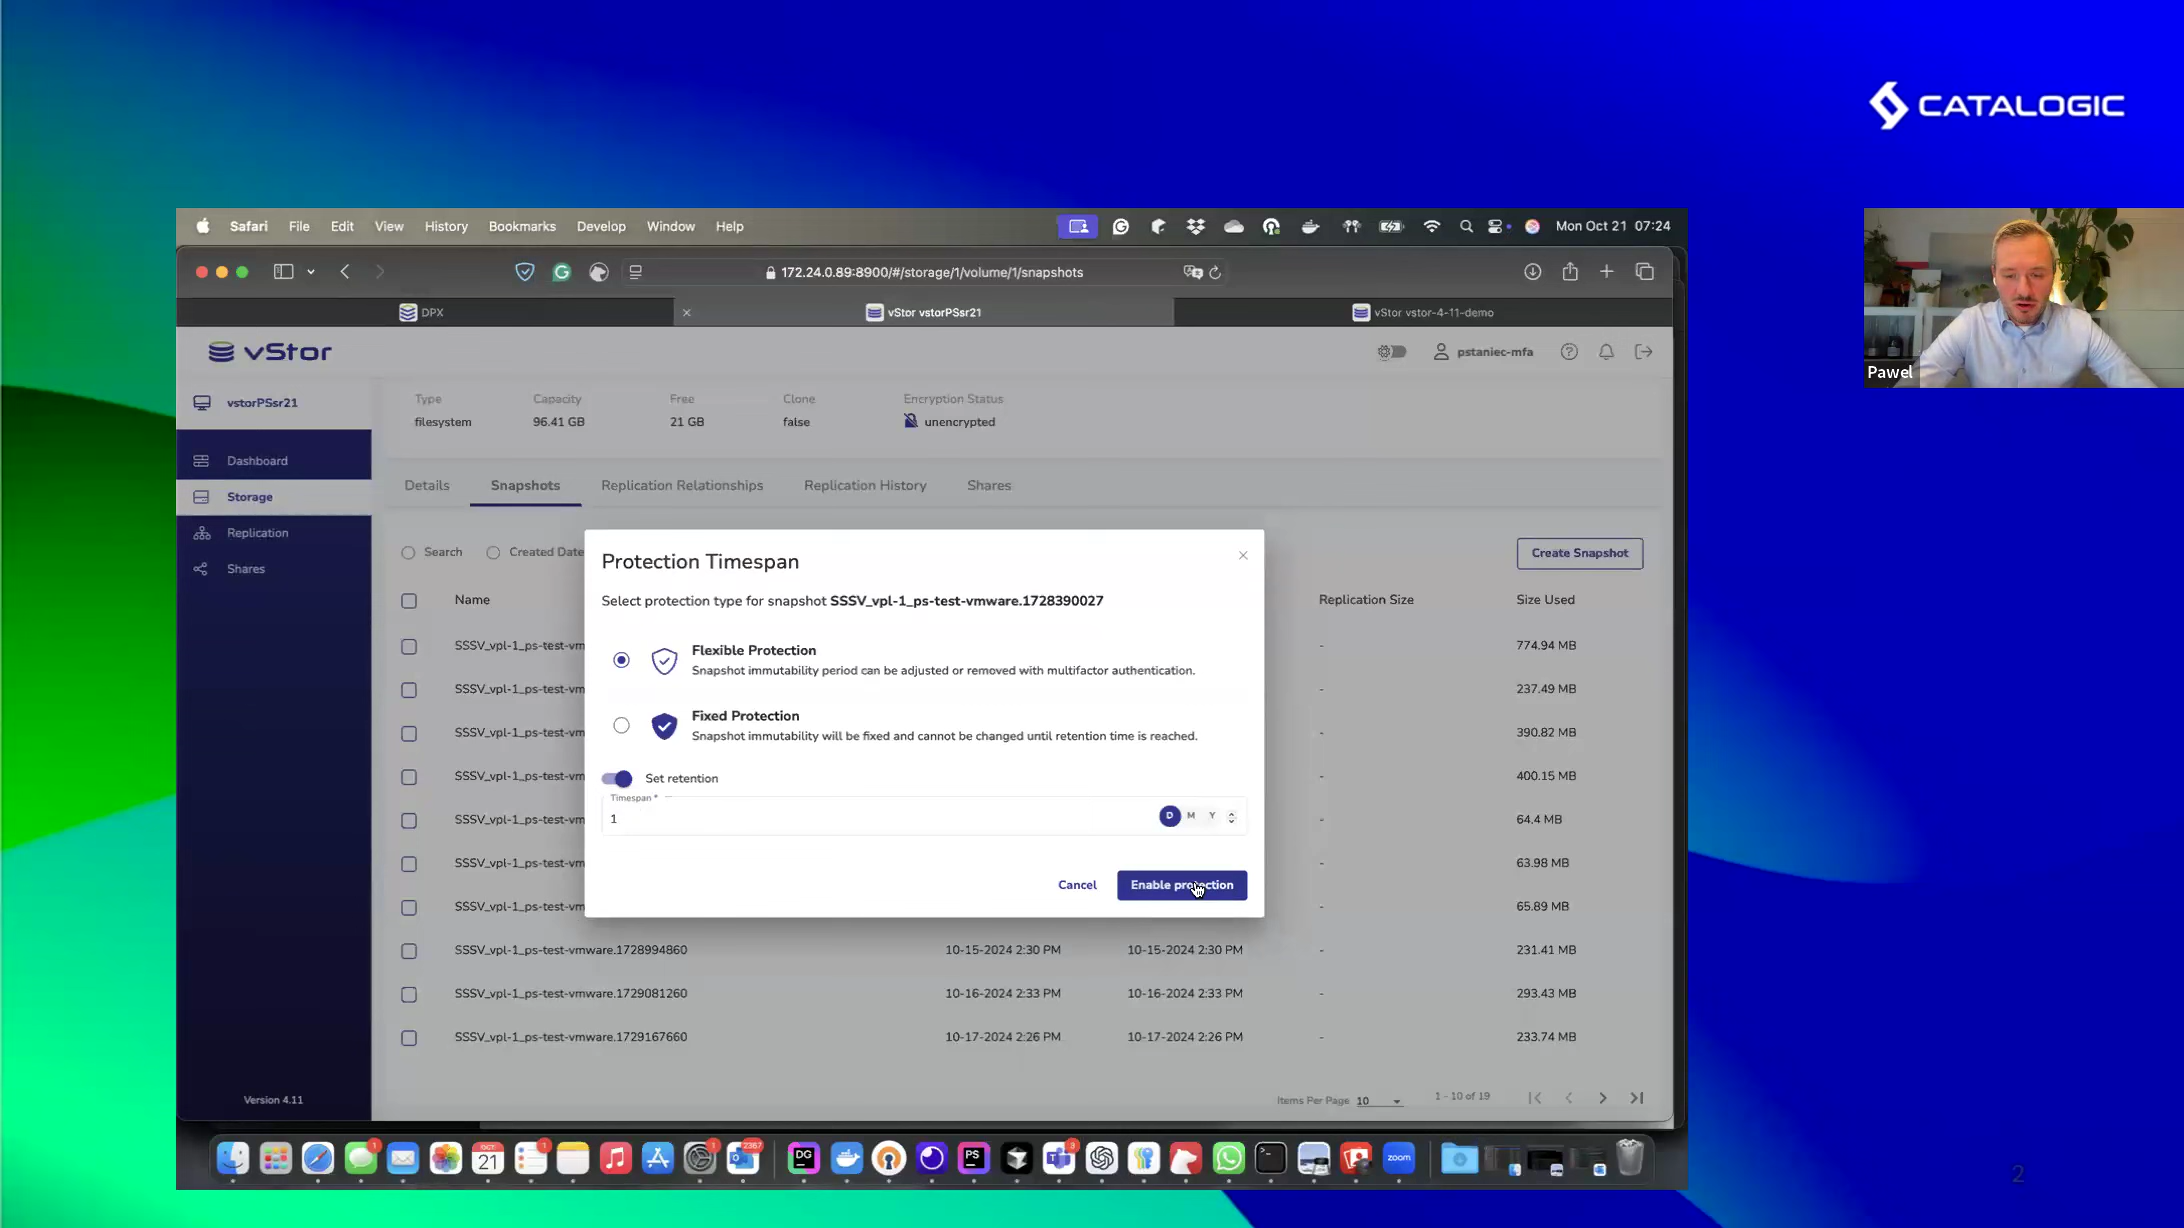 CATALOGIC
Safari File Edit View History Bookmarks Develop Window Help Mon Oct 21 07:24
172.24.0.89:8900/#/storage/1/volume/1/snapshots
DPX
vStor vstorPSsr21
vStor vstor-4-11-demo
vStor
pstaniec-mfa
Pawel
vstorPSsr21
Dashboard
Storage
Replication
Shares
Version 4.11
Type Capacity Free Clone Encryption Status
filesystem 96.41 GB 21 GB false unencrypted
Details Snapshots Replication Relationships Replication History Shares
Search Created Date
Create Snapshot
Name Replication Size Size Used
SSSV_vpl-1_ps-test-vm - 774.94 MB
SSSV_vpl-1_ps-test-vm - 237.49 MB
SSSV_vpl-1_ps-test-vm - 390.82 MB
SSSV_vpl-1_ps-test-vm - 400.15 MB
SSSV_vpl-1_ps-test-vm - 64.4 MB
SSSV_vpl-1_ps-test-vm - 63.98 MB
SSSV_vpl-1_ps-test-vm - 65.89 MB
SSSV_vpl-1_ps-test-vmware.1728994860 10-15-2024 2:30 PM 10-15-2024 2:30 PM - 231.41 MB
SSSV_vpl-1_ps-test-vmware.1729081260 10-16-2024 2:33 PM 10-16-2024 2:33 PM - 293.43 MB
SSSV_vpl-1_ps-test-vmware.1729167660 10-17-2024 2:26 PM 10-17-2024 2:26 PM - 233.74 MB
Items Per Page 10 1 - 10 of 19
Protection Timespan
Select protection type for snapshot SSSV_vpl-1_ps-test-vmware.1728390027
Flexible Protection
Snapshot immutability period can be adjusted or removed with multifactor authentication.
Fixed Protection
Snapshot immutability will be fixed and cannot be changed until retention time is reached.
Set retention
Timespan *
1 D M Y
Cancel Enable protection
1 OCT 21 1 1 2367 DG PS 3 zoom
2